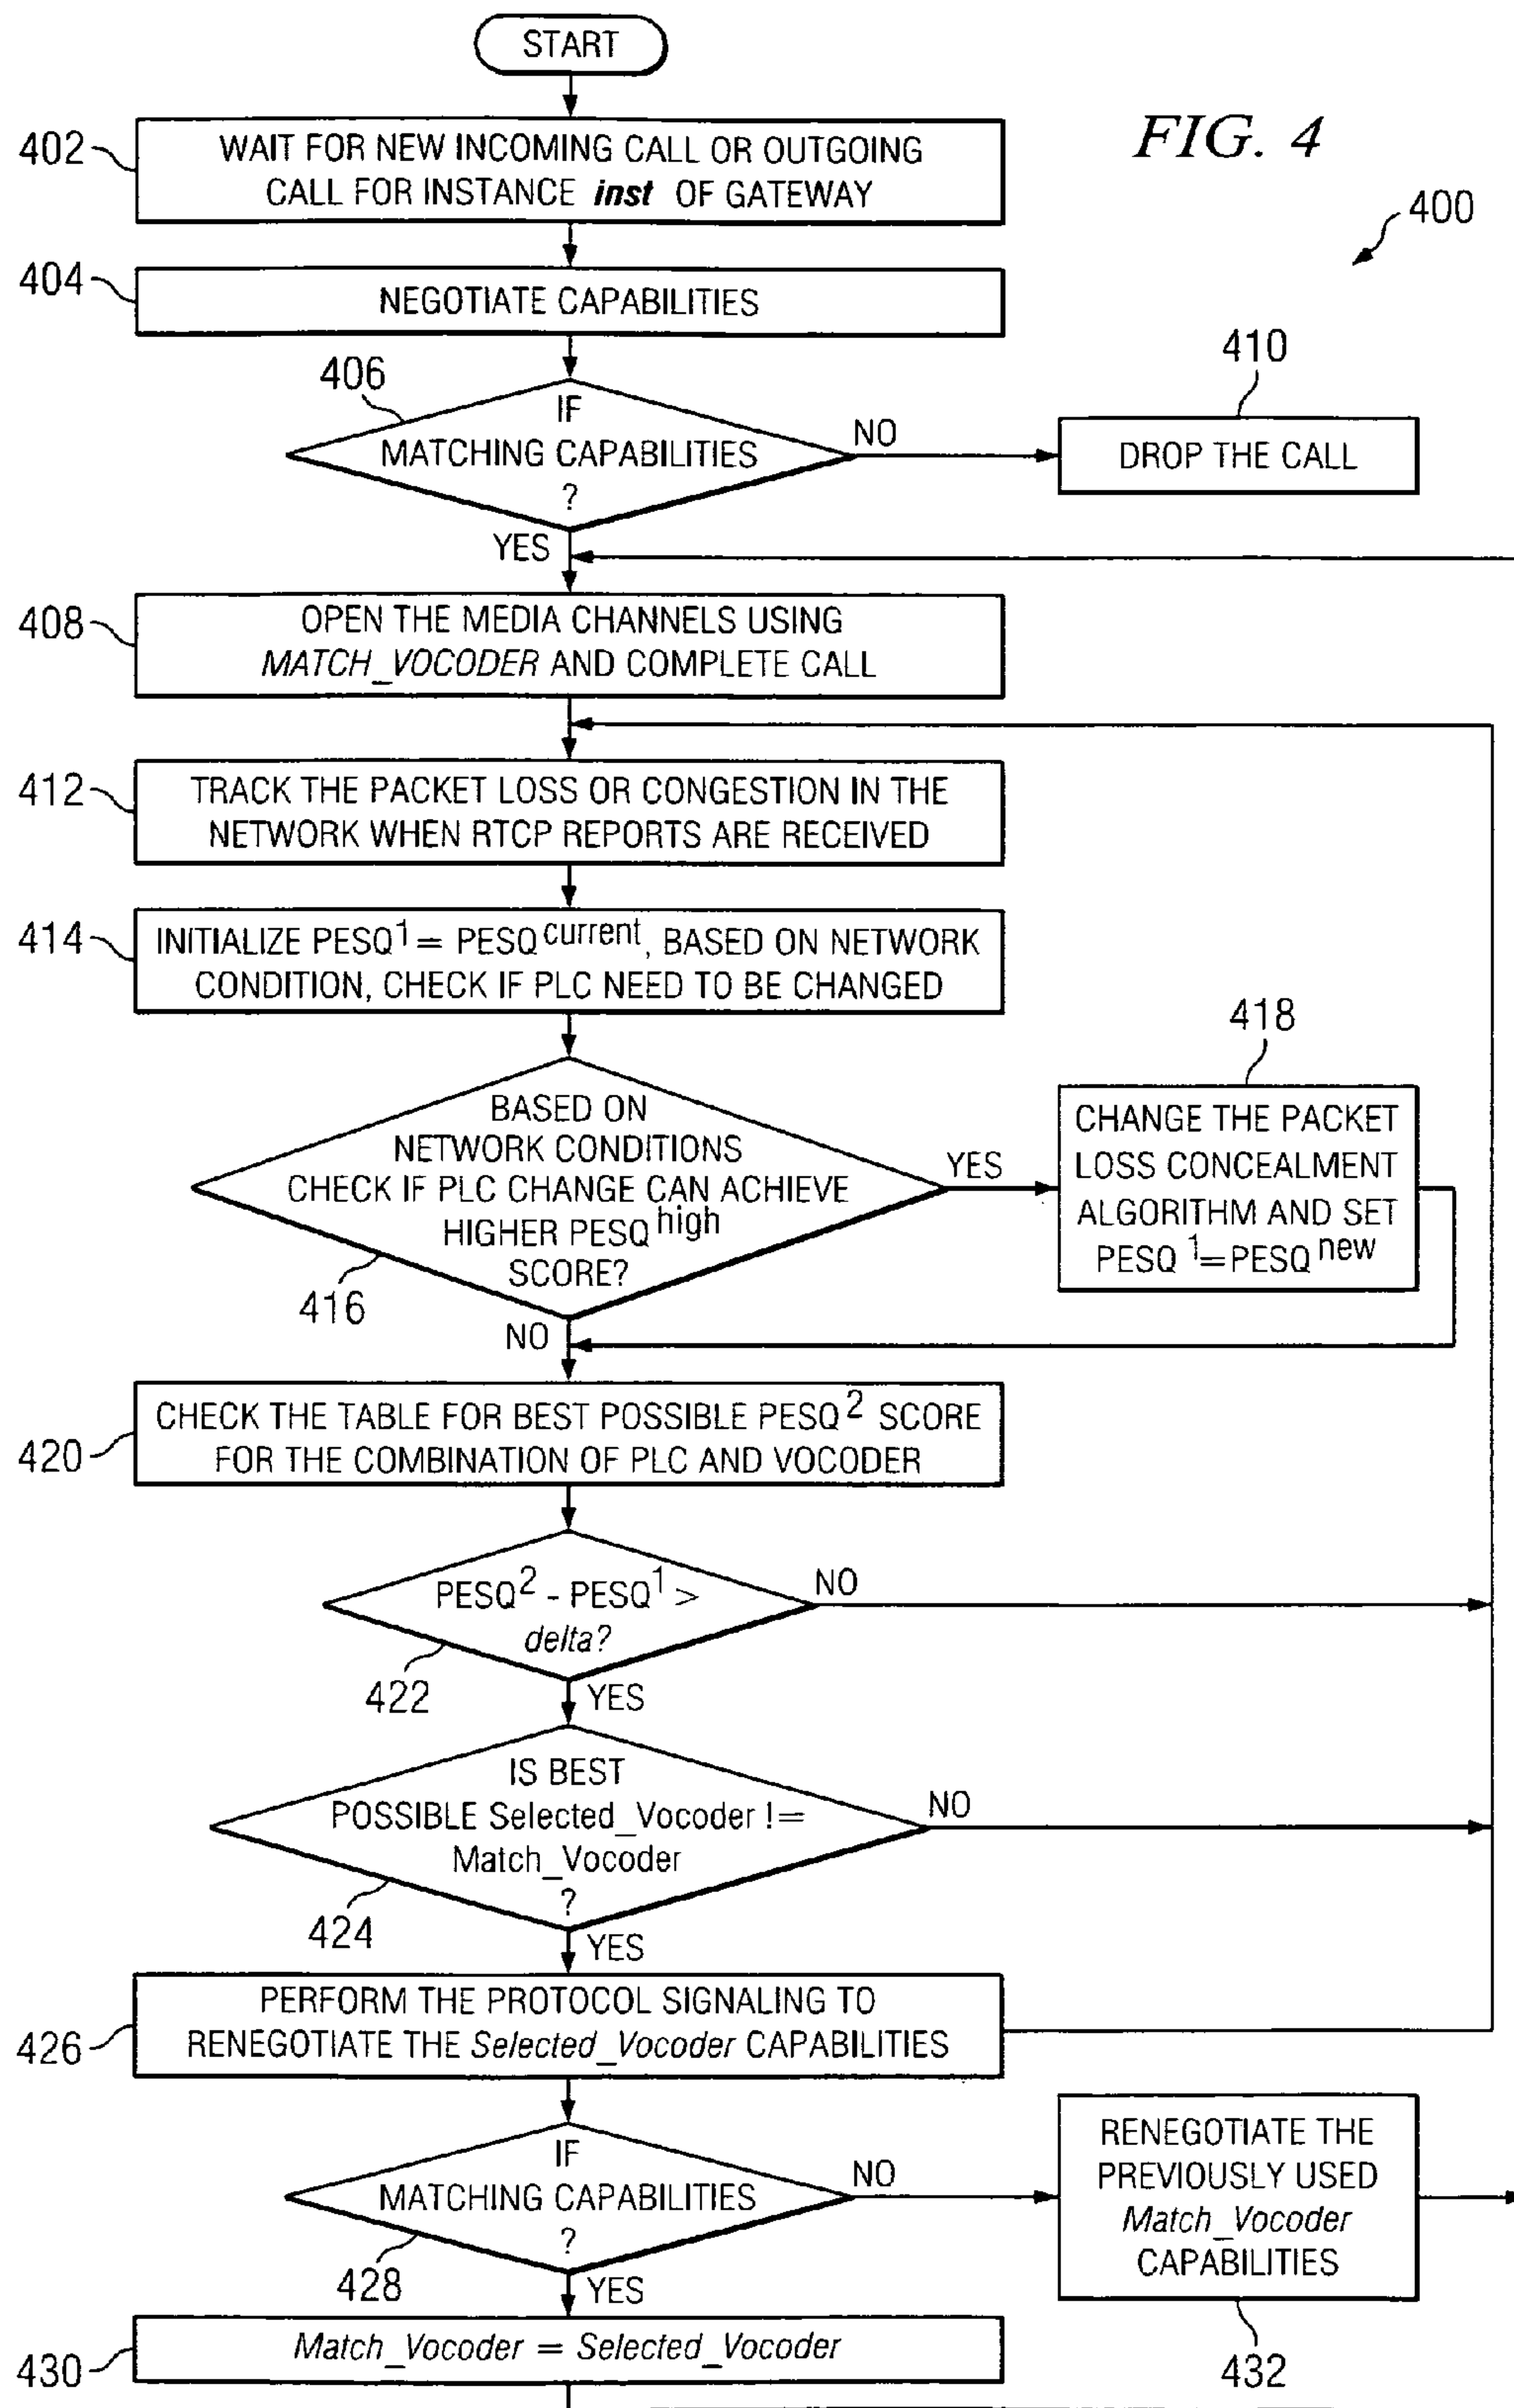 START
FIG. 4
400
402
WAIT FOR NEW INCOMING CALL OR OUTGOING
CALL FOR INSTANCE inst OF GATEWAY
404
NEGOTIATE CAPABILITIES
406
IF
MATCHING CAPABILITIES
?
NO
410
DROP THE CALL
YES
408
OPEN THE MEDIA CHANNELS USING
MATCH_VOCODER AND COMPLETE CALL
412
TRACK THE PACKET LOSS OR CONGESTION IN THE
NETWORK WHEN RTCP REPORTS ARE RECEIVED
414
INITIALIZE PESQ1 = PESQcurrent, BASED ON NETWORK
CONDITION, CHECK IF PLC NEED TO BE CHANGED
416
BASED ON
NETWORK CONDITIONS
CHECK IF PLC CHANGE CAN ACHIEVE
HIGHER PESQhigh
SCORE?
YES
418
CHANGE THE PACKET
LOSS CONCEALMENT
ALGORITHM AND SET
PESQ 1=PESQnew
NO
420
CHECK THE TABLE FOR BEST POSSIBLE PESQ2 SCORE
FOR THE COMBINATION OF PLC AND VOCODER
422
PESQ2 - PESQ1 >
delta?
NO
YES
424
IS BEST
POSSIBLE Selected_Vocoder !=
Match_Vocoder
?
NO
YES
426
PERFORM THE PROTOCOL SIGNALING TO
RENEGOTIATE THE Selected_Vocoder CAPABILITIES
428
IF
MATCHING CAPABILITIES
?
NO
RENEGOTIATE THE
PREVIOUSLY USED
Match_Vocoder
CAPABILITIES
432
YES
430
Match_Vocoder = Selected_Vocoder